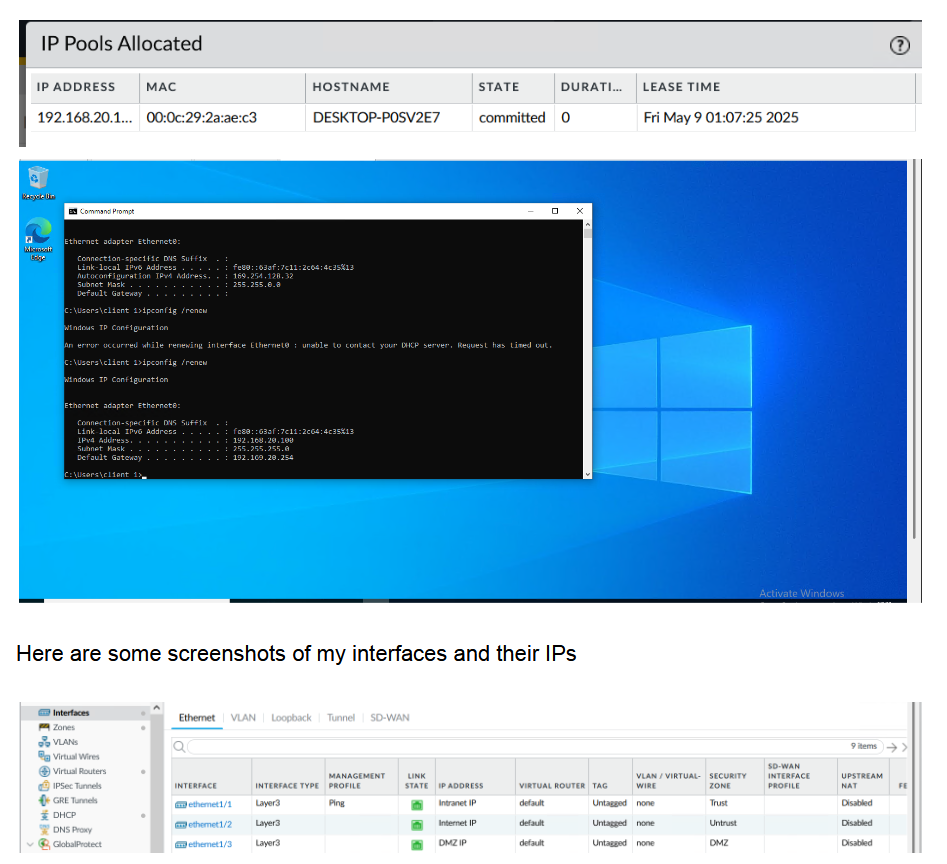 IP Pools Allocated
IP ADDRESS MAC HOSTNAME STATE DURATI... LEASE TIME
192.168.20.1... 00:0c:29:2a:ae:c3 DESKTOP-P0SV2E7 committed 0 Fri May 9 01:07:25 2025
Recycle Bin
Command Prompt
Microsoft
Edge
Ethernet adapter Ethernet0:
Connection-specific DNS Suffix . :
Link-local IPv6 Address . . . . . : fe80::63af:7c11:2c64:4c35%13
Autoconfiguration IPv4 Address. . : 169.254.128.32
Subnet Mask . . . . . . . . . . . : 255.255.0.0
Default Gateway . . . . . . . . . :
C:\Users\client 1>ipconfig /renew
Windows IP Configuration
An error occurred while renewing interface Ethernet0 : unable to contact your DHCP server. Request has timed out.
C:\Users\client 1>ipconfig /renew
Windows IP Configuration
Ethernet adapter Ethernet0:
Connection-specific DNS Suffix . :
Link-local IPv6 Address . . . . . : fe80::63af:7c11:2c64:4c35%13
IPv4 Address. . . . . . . . . . . : 192.168.20.100
Subnet Mask . . . . . . . . . . . : 255.255.255.0
Default Gateway . . . . . . . . . : 192.169.20.254
C:\Users\client 1>
Activate Windows
Here are some screenshots of my interfaces and their IPs
Interfaces
Zones
VLANs
Virtual Wires
Virtual Routers
IPSec Tunnels
GRE Tunnels
DHCP
DNS Proxy
GlobalProtect
Ethernet VLAN Loopback Tunnel SD-WAN
9 items
INTERFACE INTERFACE TYPE MANAGEMENT PROFILE LINK STATE IP ADDRESS VIRTUAL ROUTER TAG VLAN / VIRTUAL-WIRE SECURITY ZONE SD-WAN INTERFACE PROFILE UPSTREAM NAT FE
ethernet1/1 Layer3 Ping Intranet IP default Untagged none Trust Disabled
ethernet1/2 Layer3 Internet IP default Untagged none Untrust Disabled
ethernet1/3 Layer3 DMZ IP default Untagged none DMZ Disabled